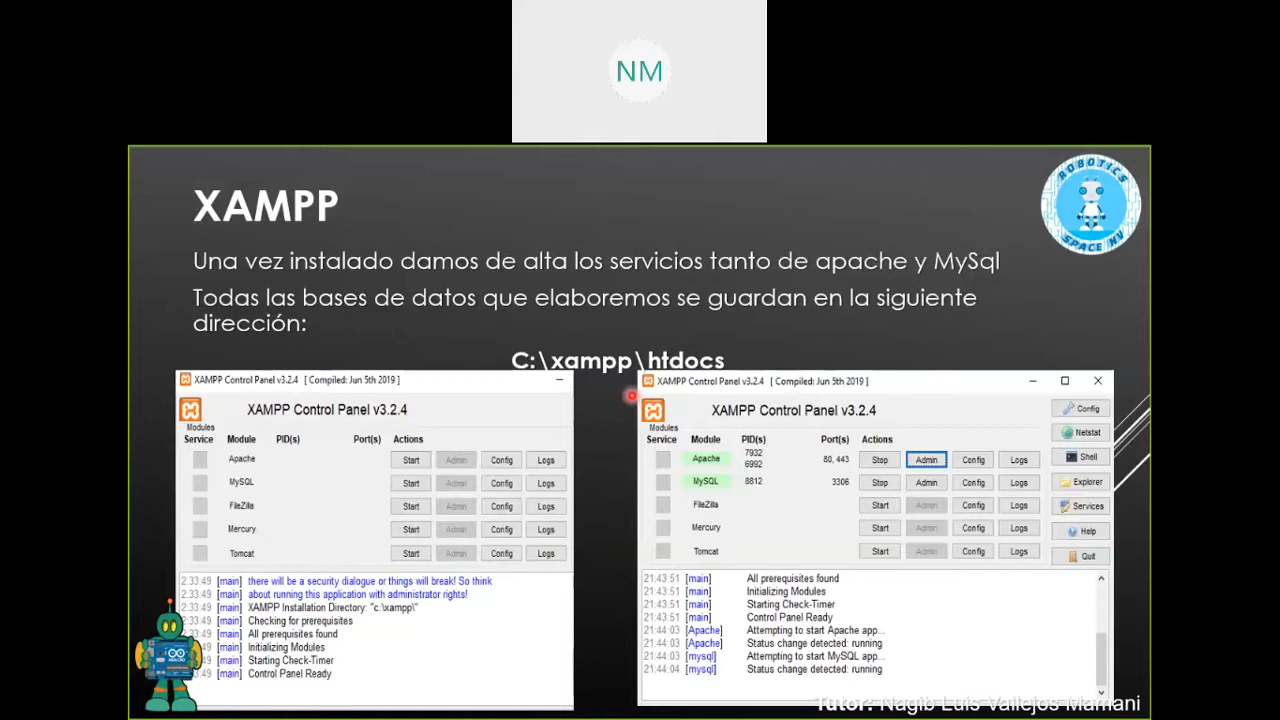 NM
XAMPP
ROBOTICS
SPACE NV
Una vez instalado damos de alta los servicios tanto de apache y MySql
Todas las bases de datos que elaboremos se guardan en la siguiente
dirección:
C:\xampp\htdocs
XAMPP Control Panel v3.2.4 [ Compiled: Jun 5th 2019 ]
XAMPP Control Panel v3.2.4
Modules
Service Module PID(s) Port(s) Actions
Apache Start Admin Config Logs
MySQL Start Admin Config Logs
FileZilla Start Admin Config Logs
Mercury Start Admin Config Logs
Tomcat Start Admin Config Logs
2:33:49 [main] there will be a security dialogue or things will break! So think
2:33:49 [main] about running this application with administrator rights!
2:33:49 [main] XAMPP Installation Directory: "c:\xampp\"
[main] Checking for prerequisites
[main] All prerequisites found
[main] Initializing Modules
[main] Starting Check-Timer
49 [main] Control Panel Ready
XAMPP Control Panel v3.2.4 [ Compiled: Jun 5th 2019 ]
XAMPP Control Panel v3.2.4
Modules
Service Module PID(s) Port(s) Actions
Apache 7932 6992 80, 443 Stop Admin Config Logs
MySQL 8812 3306 Stop Admin Config Logs
FileZilla Start Admin Config Logs
Mercury Start Admin Config Logs
Tomcat Start Admin Config Logs
Config
Netstat
Shell
Explorer
Services
Help
Quit
21:43:51 [main] All prerequisites found
21:43:51 [main] Initializing Modules
21:43:51 [main] Starting Check-Timer
21:43:51 [main] Control Panel Ready
21:44:03 [Apache] Attempting to start Apache app...
21:44:03 [Apache] Status change detected: running
21:44:03 [mysql] Attempting to start MySQL app...
21:44:04 [mysql] Status change detected: running
Tutor: Nagib Luis Vallejos Mamani